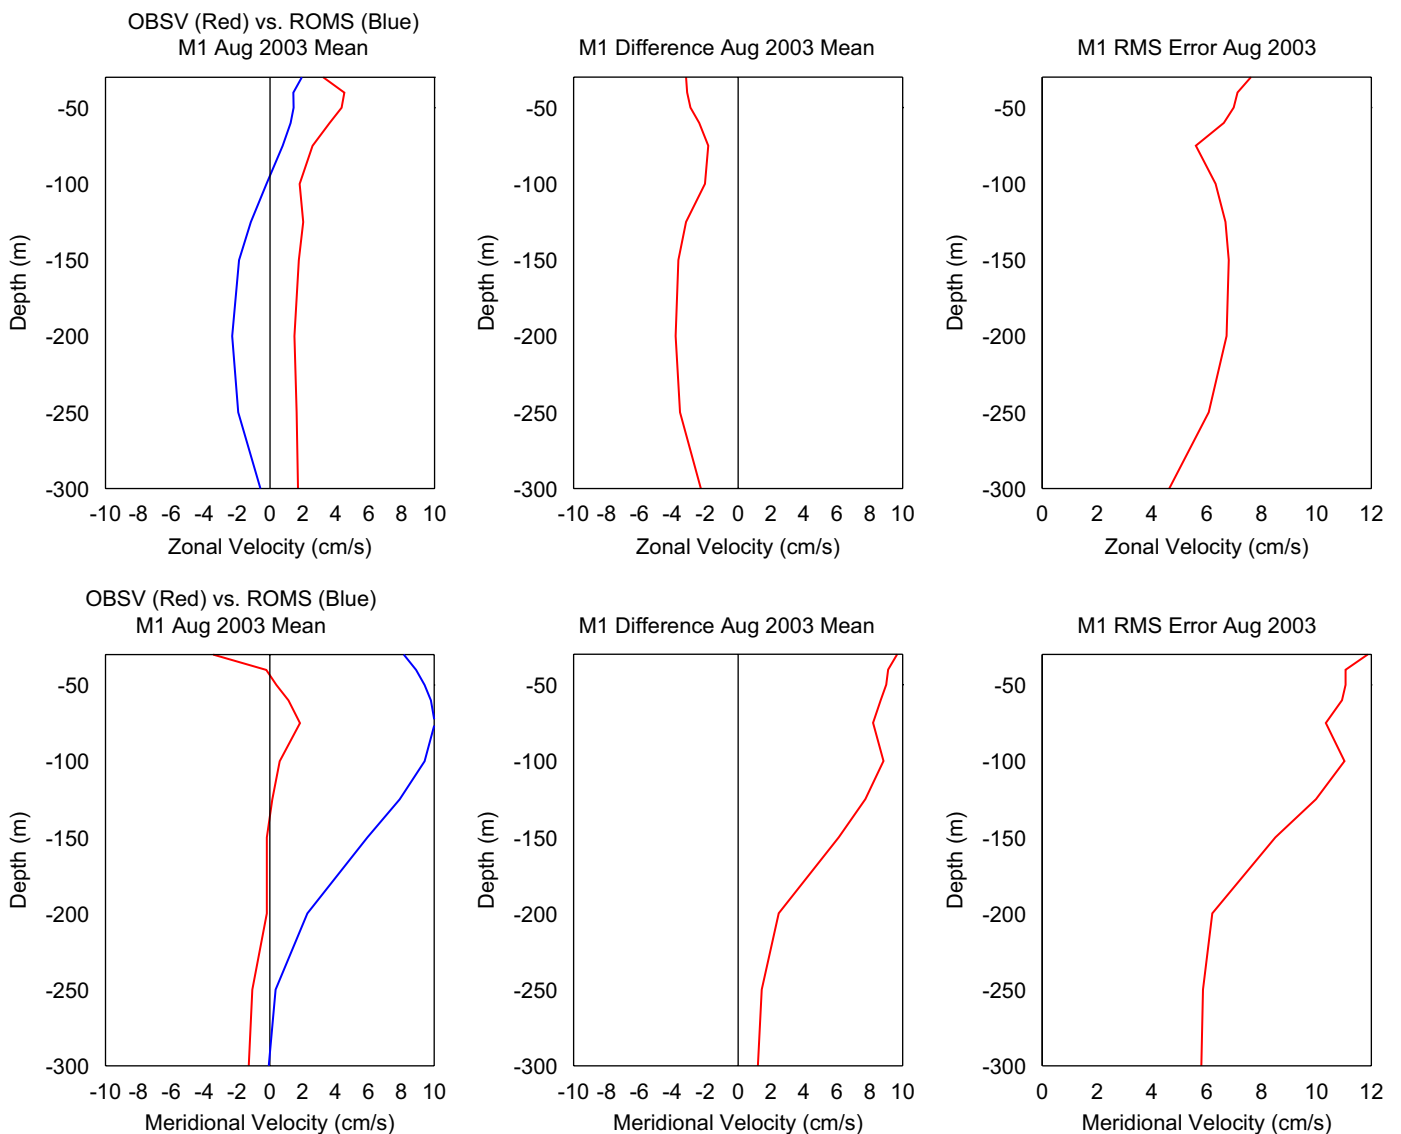 OBSV (Red) vs. ROMS (Blue)
M1 Aug 2003 Mean
Depth (m)
-50
-100
-150
-200
-250
-300
-10 -8 -6 -4 -2 0 2 4 6 8 10
Zonal Velocity (cm/s)
M1 Difference Aug 2003 Mean
Depth (m)
-50
-100
-150
-200
-250
-300
-10 -8 -6 -4 -2 0 2 4 6 8 10
Zonal Velocity (cm/s)
M1 RMS Error Aug 2003
Depth (m)
-50
-100
-150
-200
-250
-300
0 2 4 6 8 10 12
Zonal Velocity (cm/s)
OBSV (Red) vs. ROMS (Blue)
M1 Aug 2003 Mean
Depth (m)
-50
-100
-150
-200
-250
-300
-10 -8 -6 -4 -2 0 2 4 6 8 10
Meridional Velocity (cm/s)
M1 Difference Aug 2003 Mean
Depth (m)
-50
-100
-150
-200
-250
-300
-10 -8 -6 -4 -2 0 2 4 6 8 10
Meridional Velocity (cm/s)
M1 RMS Error Aug 2003
Depth (m)
-50
-100
-150
-200
-250
-300
0 2 4 6 8 10 12
Meridional Velocity (cm/s)